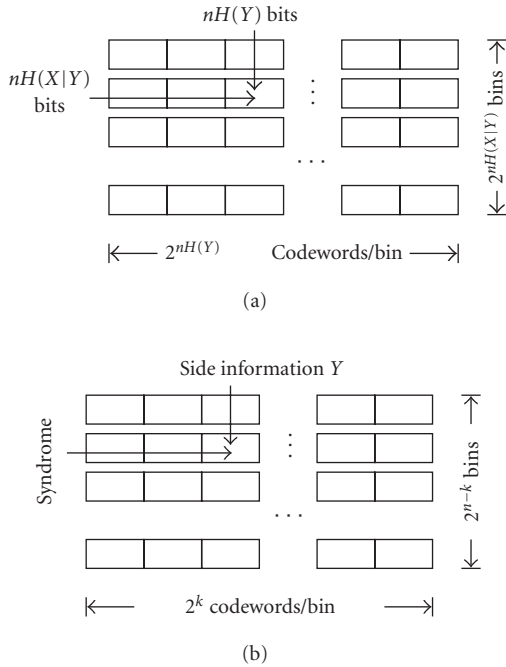 nH(Y) bits
nH(X|Y)
bits
2^{nH(X|Y)} bins
2^{nH(Y)} Codewords/bin
(a)
Side information Y
Syndrome
2^{n−k} bins
2^k codewords/bin
(b)